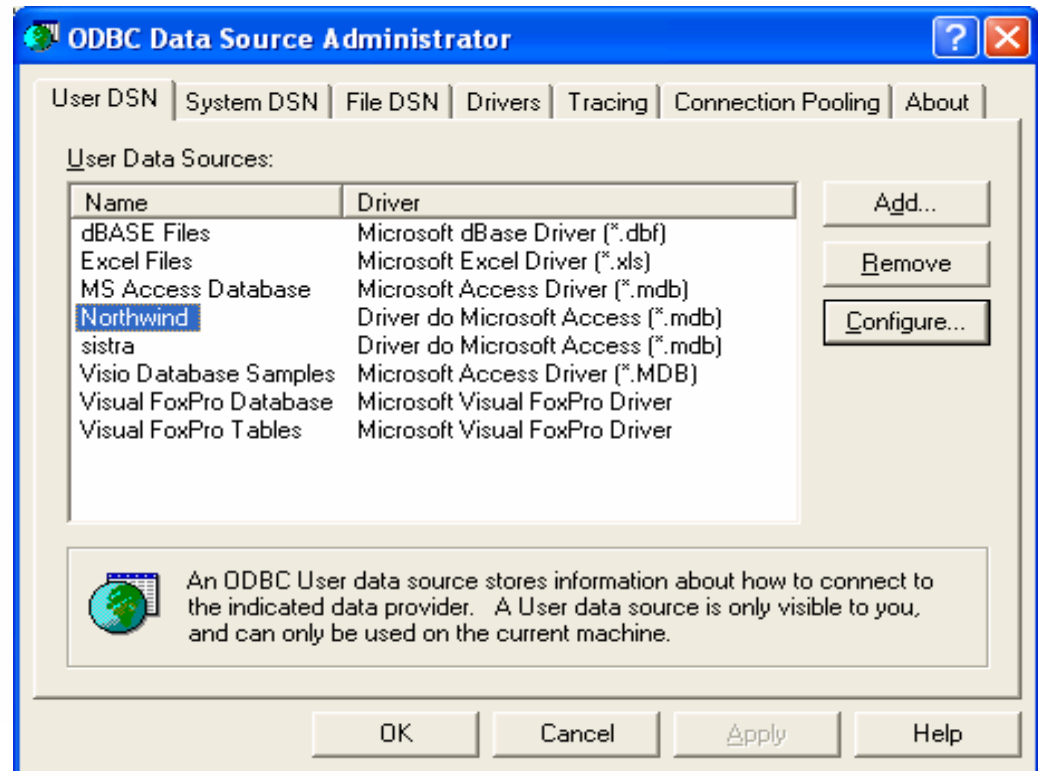 ODBC Data Source Administrator
User DSN System DSN File DSN Drivers Tracing Connection Pooling About
User Data Sources:
Name Driver
dBASE Files Microsoft dBase Driver (*.dbf)
Excel Files Microsoft Excel Driver (*.xls)
MS Access Database Microsoft Access Driver (*.mdb)
Northwind Driver do Microsoft Access (*.mdb)
sistra Driver do Microsoft Access (*.mdb)
Visio Database Samples Microsoft Access Driver (*.MDB)
Visual FoxPro Database Microsoft Visual FoxPro Driver
Visual FoxPro Tables Microsoft Visual FoxPro Driver
Add...
Remove
Configure...
An ODBC User data source stores information about how to connect to
the indicated data provider. A User data source is only visible to you,
and can only be used on the current machine.
OK Cancel Apply Help